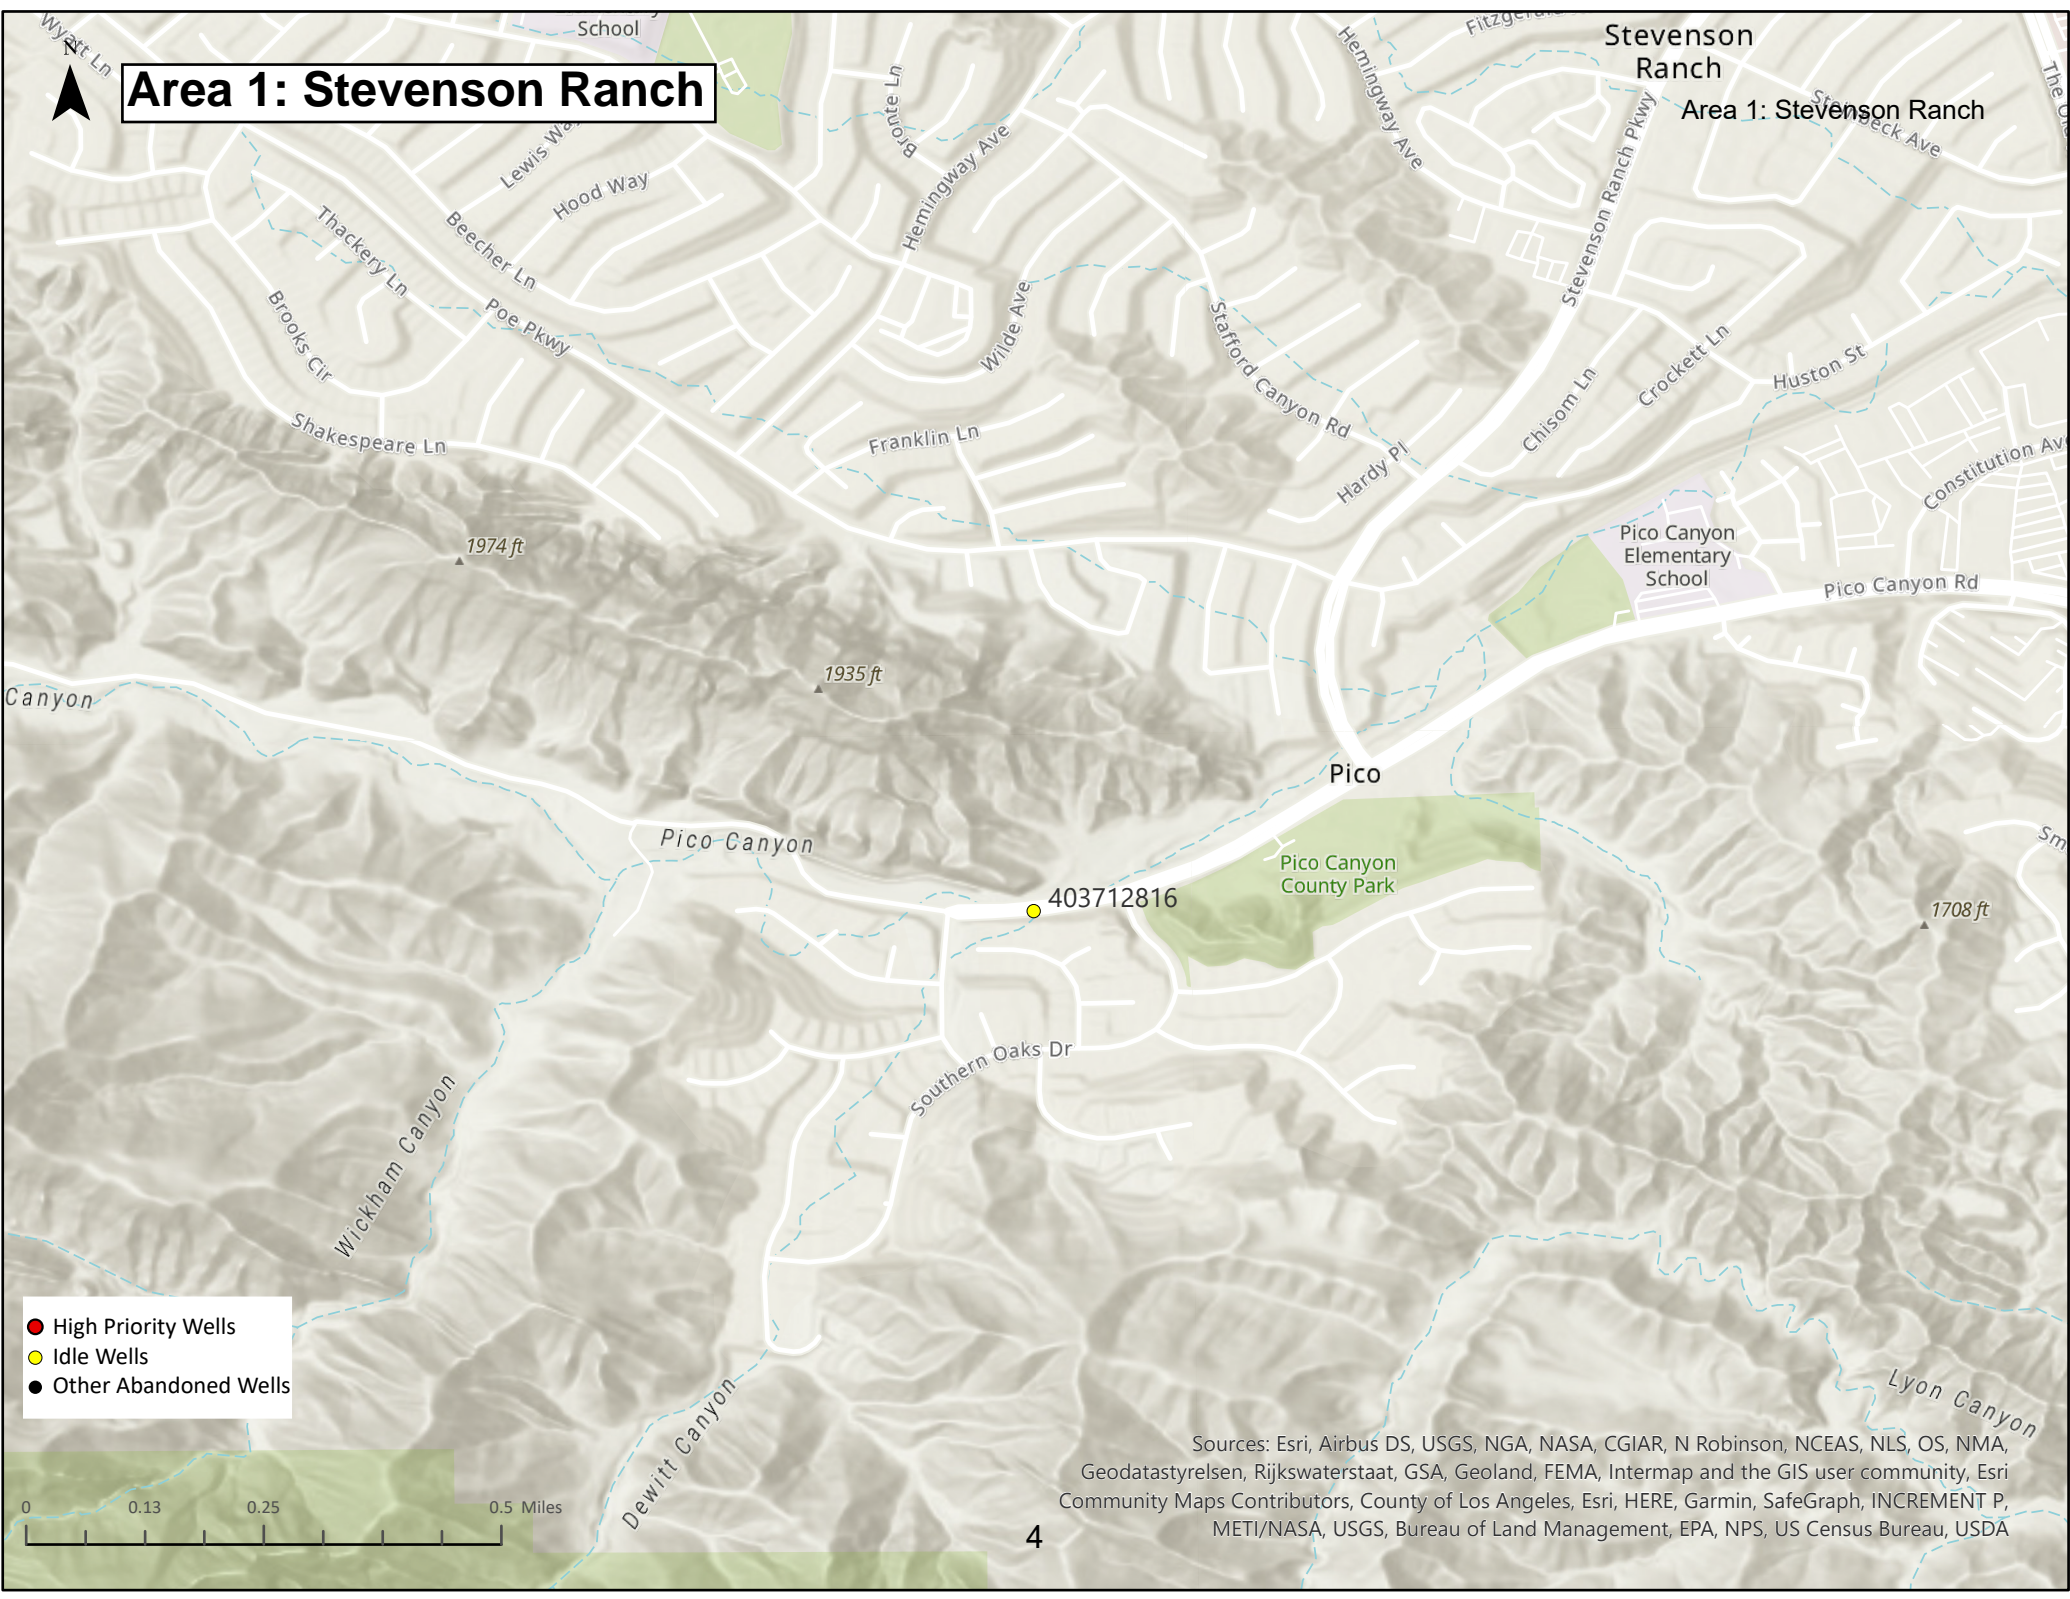 School
Stevenson
Ranch
Wyatt Ln
N
Area 1: Stevenson Ranch
Area 1: Stevenson Ranch
Steinbeck Ave
Hemingway Ave
Bronte Ln
Hemingway Ave
Lewis Way
Hood Way
Stevenson Ranch Pkwy
Thackery Ln
Beecher Ln
Poe Pkwy
Brooks Cir
Wilde Ave
Stafford Canyon Rd
Crockett Ln
Huston St
Chisom Ln
Shakespeare Ln
Franklin Ln
Hardy Pl
Constitution Av
1974 ft
Pico Canyon
Elementary
School
Pico Canyon Rd
1935 ft
Canyon
Pico
Pico Canyon
Pico Canyon
County Park
403712816
1708 ft
Southern Oaks Dr
Wickham Canyon
High Priority Wells
Idle Wells
Other Abandoned Wells
Dewitt Canyon
Lyon Canyon
Sources: Esri, Airbus DS, USGS, NGA, NASA, CGIAR, N Robinson, NCEAS, NLS, OS, NMA,
Geodatastyrelsen, Rijkswaterstaat, GSA, Geoland, FEMA, Intermap and the GIS user community, Esri
Community Maps Contributors, County of Los Angeles, Esri, HERE, Garmin, SafeGraph, INCREMENT P,
METI/NASA, USGS, Bureau of Land Management, EPA, NPS, US Census Bureau, USDA
0 0.13 0.25 0.5 Miles
4